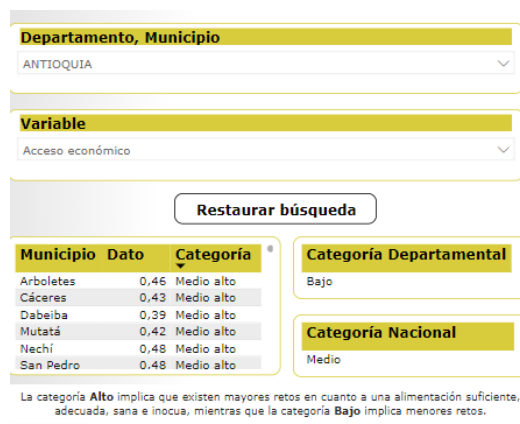 Departamento, Municipio
ANTIOQUIA
Variable
Acceso económico
Restaurar búsqueda
Municipio Dato Categoría
Arboletes 0,46 Medio alto
Cáceres 0,43 Medio alto
Dabeiba 0,39 Medio alto
Mutatá 0,42 Medio alto
Nechí 0,48 Medio alto
San Pedro 0,48 Medio alto
Categoría Departamental
Bajo
Categoría Nacional
Medio
La categoría Alto implica que existen mayores retos en cuanto a una alimentación suficiente,
adecuada, sana e inocua, mientras que la categoría Bajo implica menores retos.